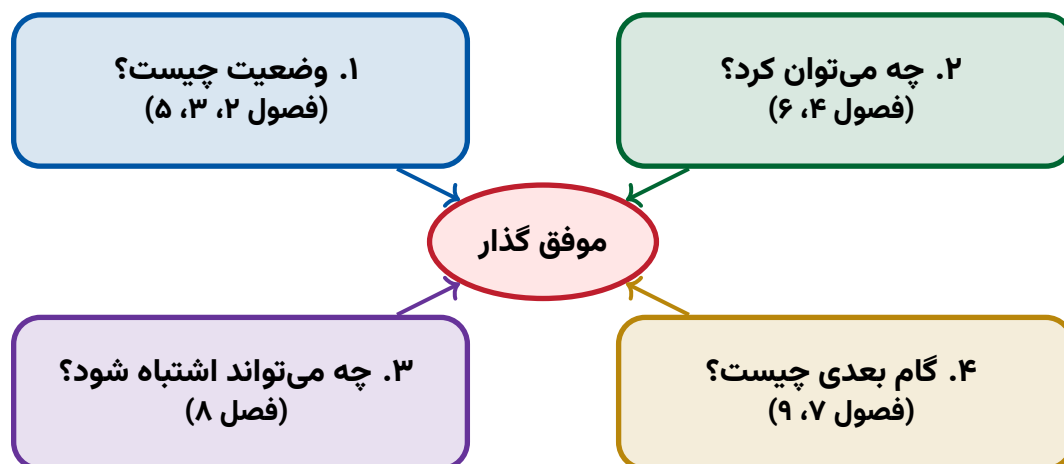 ۱. وضعیت چیست؟
(فصول ۲، ۳، ۵)
۲. چه می‌توان کرد؟
(فصول ۴، ۶)
موفق گذار
۳. چه می‌تواند اشتباه شود؟
(فصل ۸)
۴. گام بعدی چیست؟
(فصول ۷، ۹)